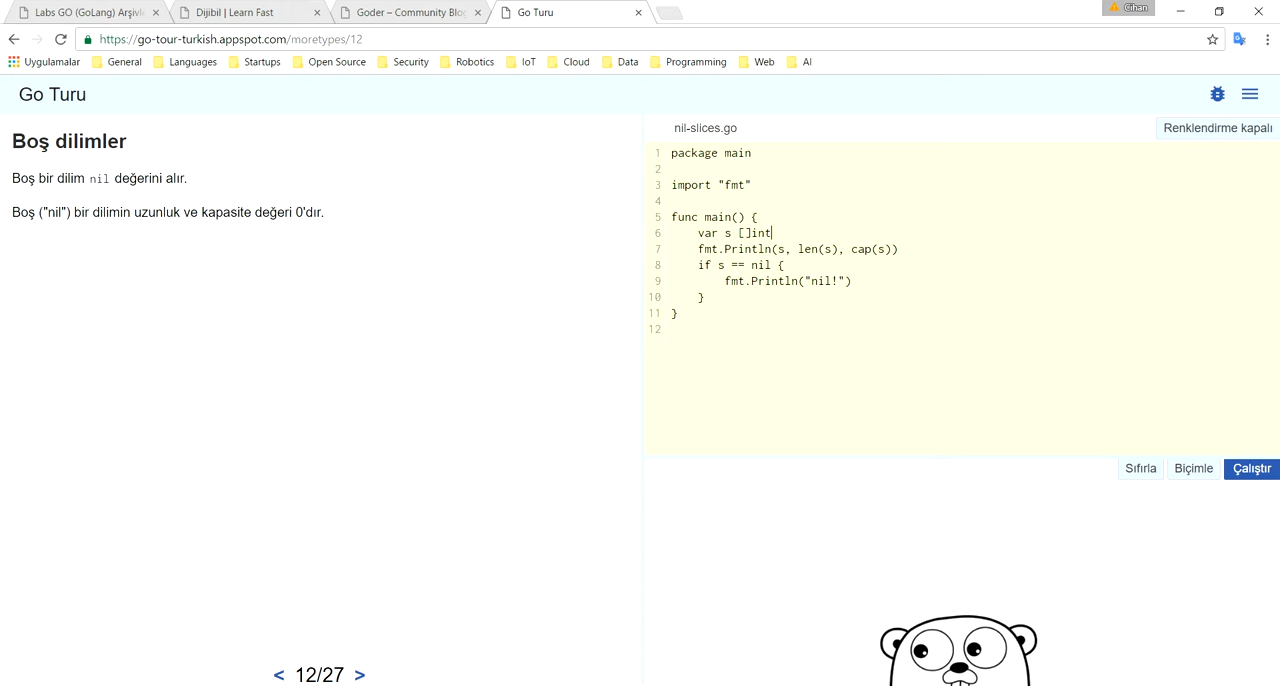 Labs GO (GoLang) Arşivle
Dijibil | Learn Fast
Goder – Community Blog
Go Turu
Cihan
https://go-tour-turkish.appspot.com/moretypes/12
Uygulamalar General Languages Startups Open Source Security Robotics IoT Cloud Data Programming Web AI
Go Turu
Boş dilimler
Boş bir dilim nil değerini alır.
Boş ("nil") bir dilimin uzunluk ve kapasite değeri 0'dır.
< 12/27 >
nil-slices.go
Renklendirme kapalı
1 package main
2
3 import "fmt"
4
5 func main() {
6 var s []int
7 fmt.Println(s, len(s), cap(s))
8 if s == nil {
9 fmt.Println("nil!")
10 }
11 }
12
Sıfırla Biçimle Çalıştır